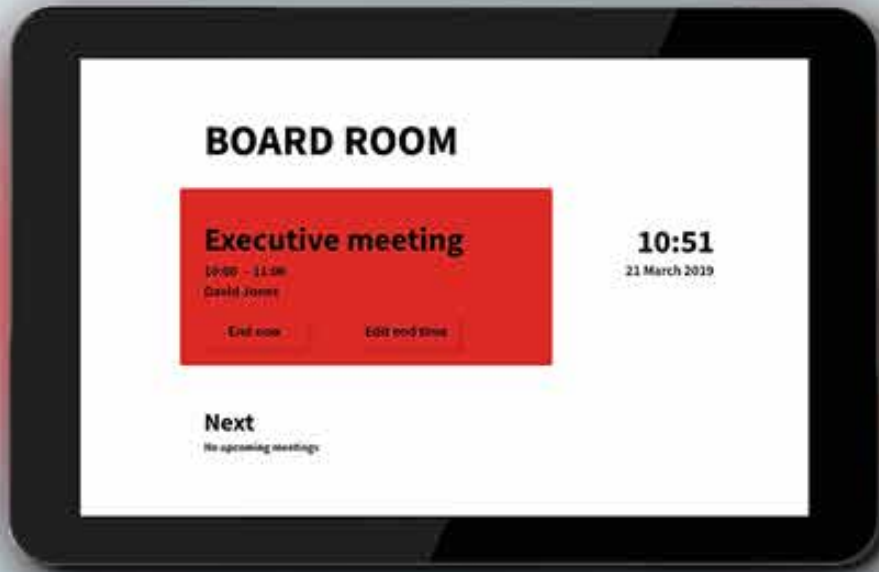 BOARD ROOM
Executive meeting
10:00 - 11:00
David Jones
End now
Edit end time
10:51
21 March 2019
Next
No upcoming meetings